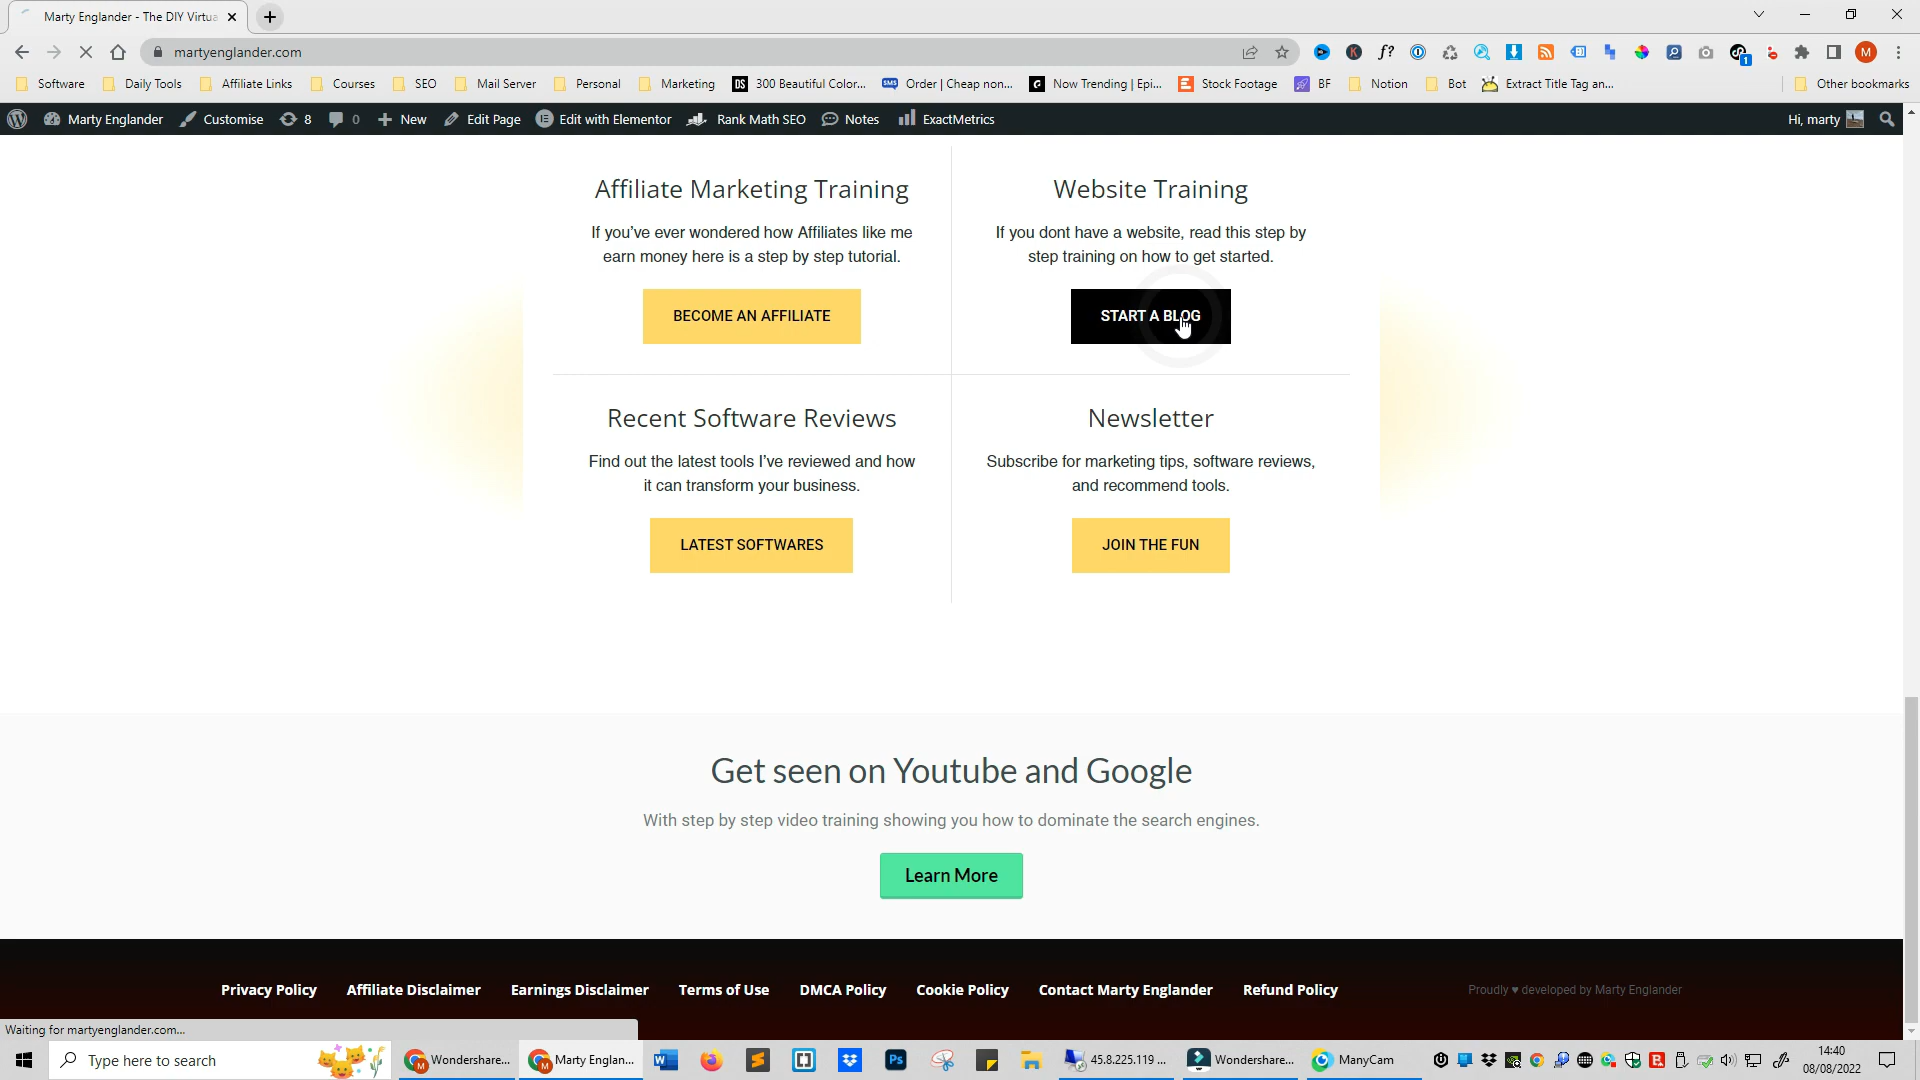 Marty Englander - The DIY Virtua
martyenglander.com
Software
Daily Tools
Affiliate Links
Courses
SEO
Mail Server
Personal
Marketing
DS 300 Beautiful Color...
SMS Order | Cheap non...
Now Trending | Epi...
Stock Footage
BF
Notion
Bot
Extract Title Tag an...
Other bookmarks
Marty Englander
Customise
8
0
New
Edit Page
Edit with Elementor
Rank Math SEO
Notes
ExactMetrics
Hi, marty
Affiliate Marketing Training
If you've ever wondered how Affiliates like me
earn money here is a step by step tutorial.
BECOME AN AFFILIATE
Website Training
If you dont have a website, read this step by
step training on how to get started.
START A BLOG
Recent Software Reviews
Find out the latest tools I've reviewed and how
it can transform your business.
LATEST SOFTWARES
Newsletter
Subscribe for marketing tips, software reviews,
and recommend tools.
JOIN THE FUN
Get seen on Youtube and Google
With step by step video training showing you how to dominate the search engines.
Learn More
Privacy Policy
Affiliate Disclaimer
Earnings Disclaimer
Terms of Use
DMCA Policy
Cookie Policy
Contact Marty Englander
Refund Policy
Proudly ♥ developed by Marty Englander
Waiting for martyenglander.com...
Type here to search
Wondershare...
Marty Englan...
45.8.225.119 ...
Wondershare...
ManyCam
14:40
08/08/2022